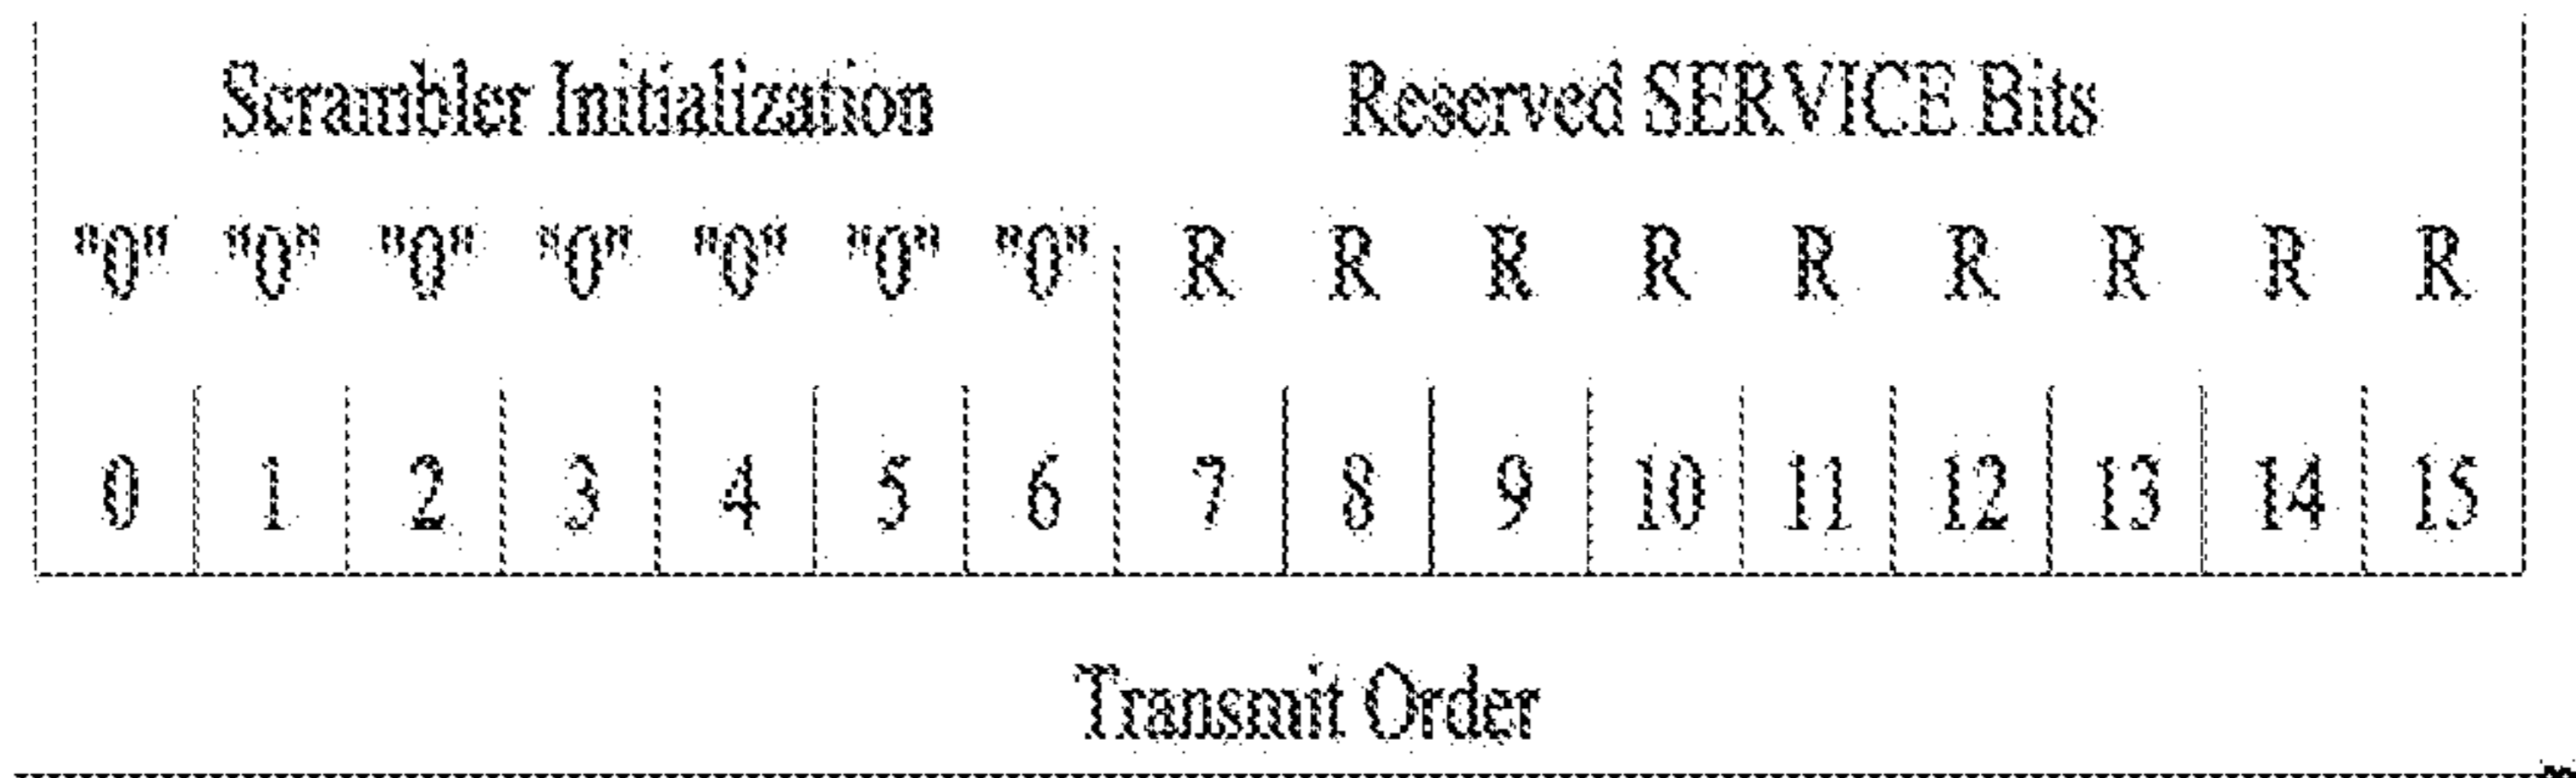 Scrambler Initialization Reserved SERVICE Bits
"0" "0" "0" "0" "0" "0" "0" R R R R R R R R R
0 1 2 3 4 5 6 7 8 9 10 11 12 13 14 15
Transmit Order